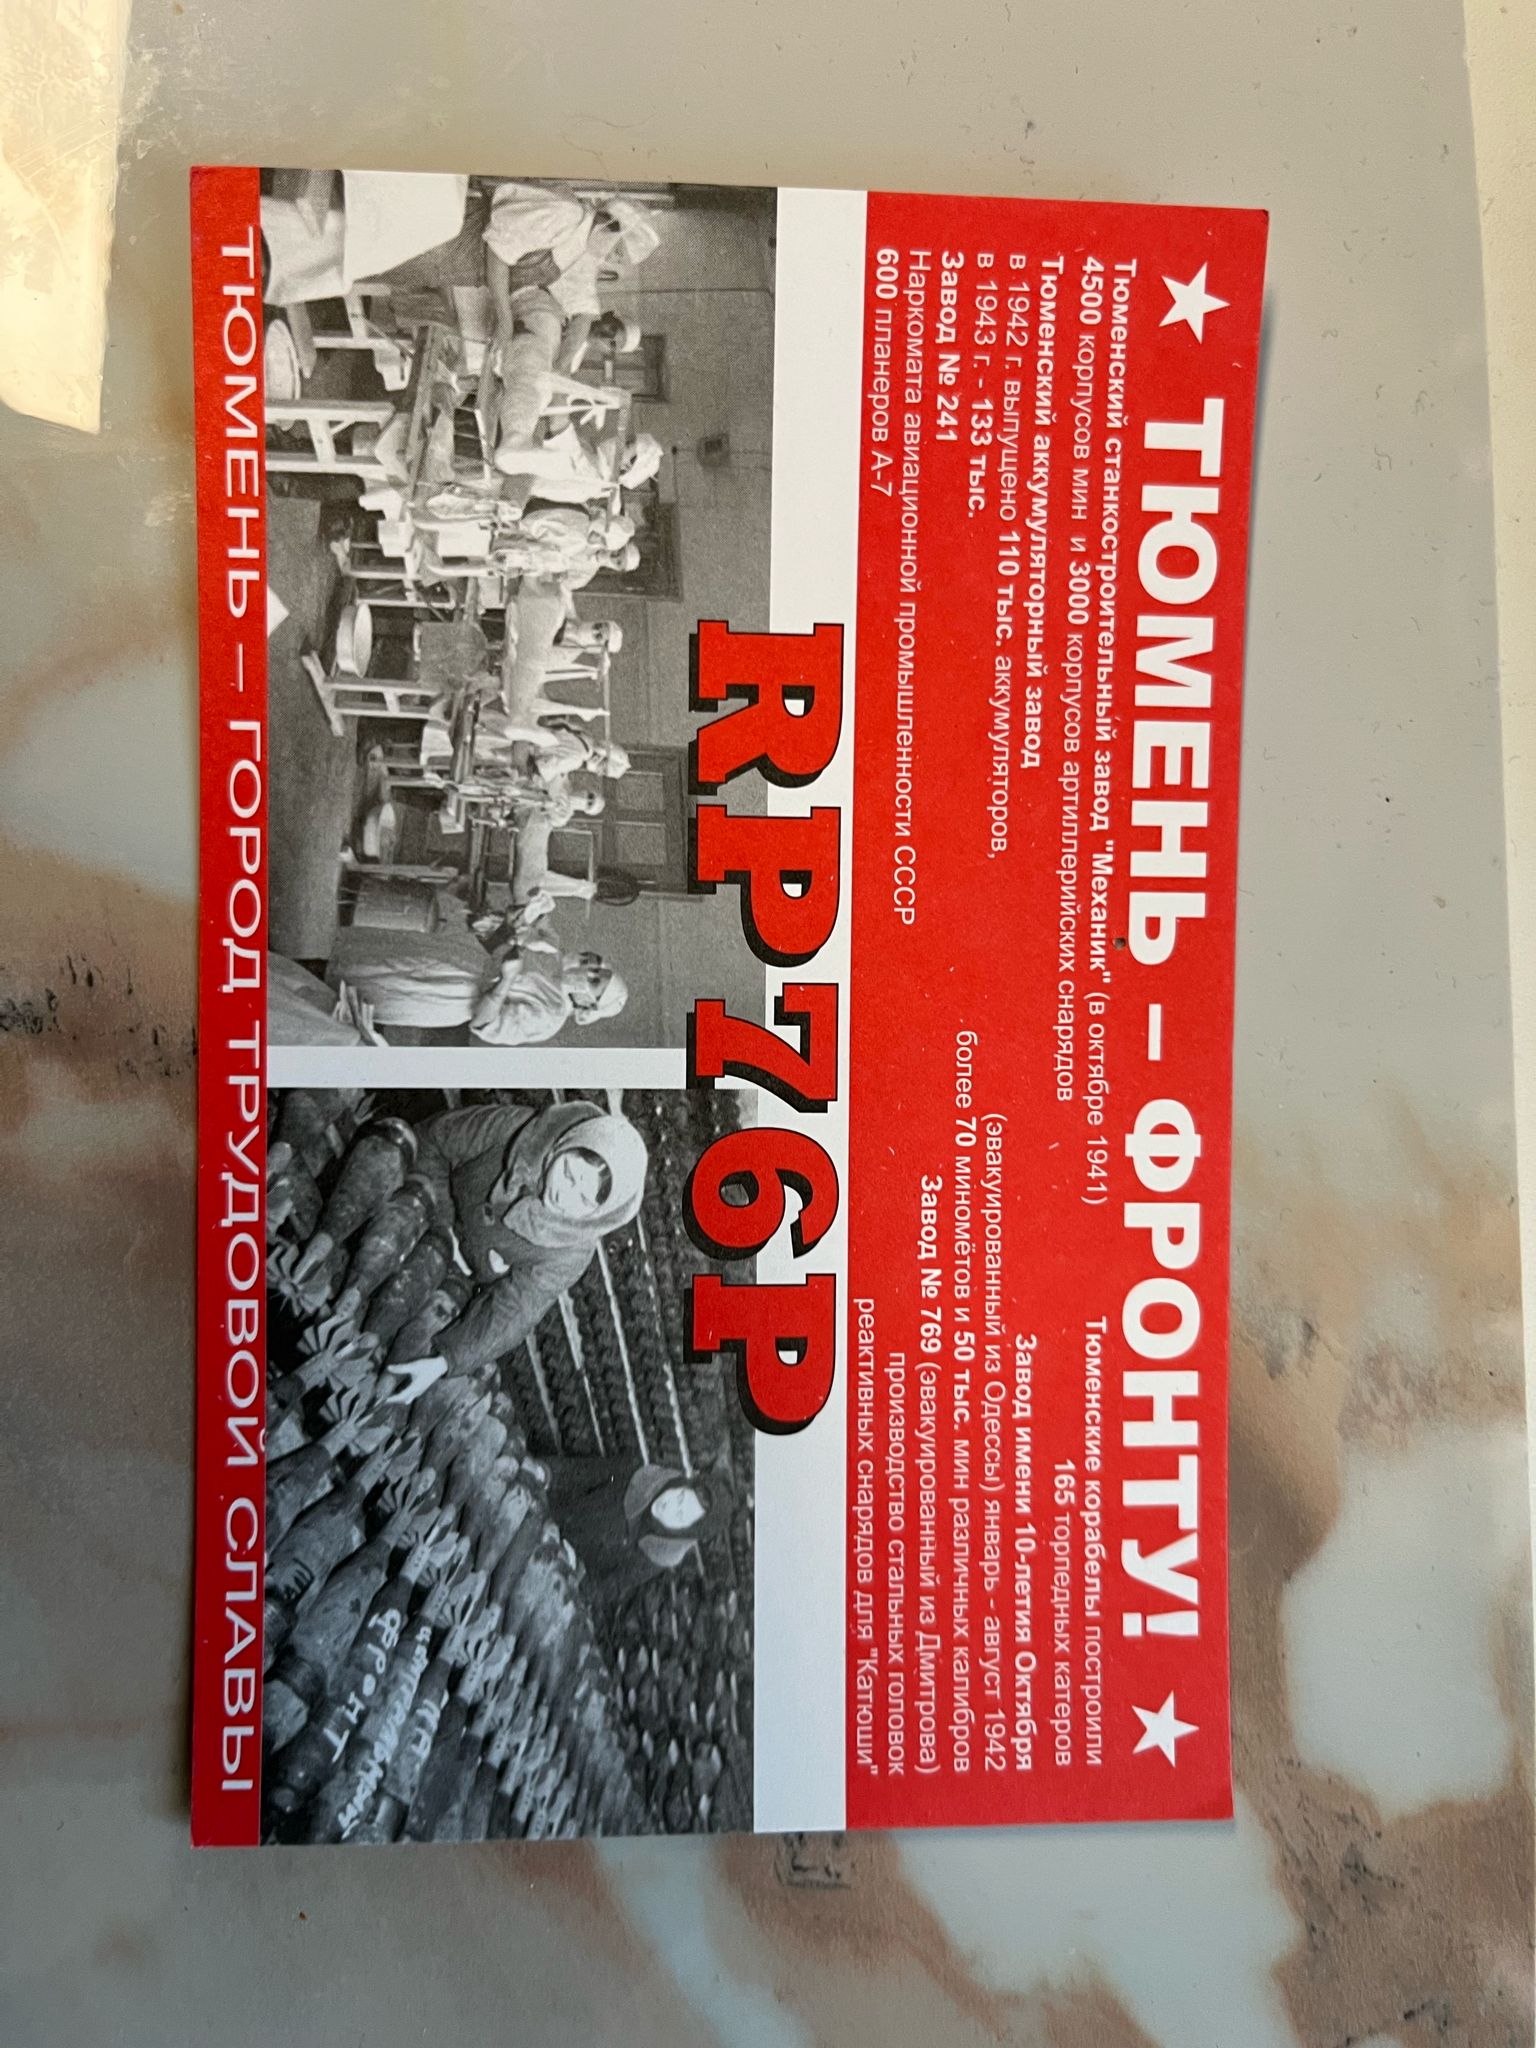 ★ ТЮМЕНЬ – ФРОНТУ! ★
Тюменский станкостроительный завод "Механик" (в октябре 1941)
4500 корпусов мин и 3000 корпусов артиллерийских снарядов
Тюменский аккумуляторный завод
в 1942 г. выпущено 110 тыс. аккумуляторов,
в 1943 г. - 133 тыс.
Завод № 241
Наркомата авиационной промышленности СССР
600 планеров А-7
Тюменские корабелы построили
165 торпедных катеров
Завод имени 10-летия Октября
(эвакуированный из Одессы) январь - август 1942
более 70 миномётов и 50 тыс. мин различных калибров
Завод № 769 (эвакуированный из Дмитрова)
производство стальных головок
реактивных снарядов для "Катюши"
RP76P
фронт
ТЮМЕНЬ – ГОРОД ТРУДОВОЙ СЛАВЫ